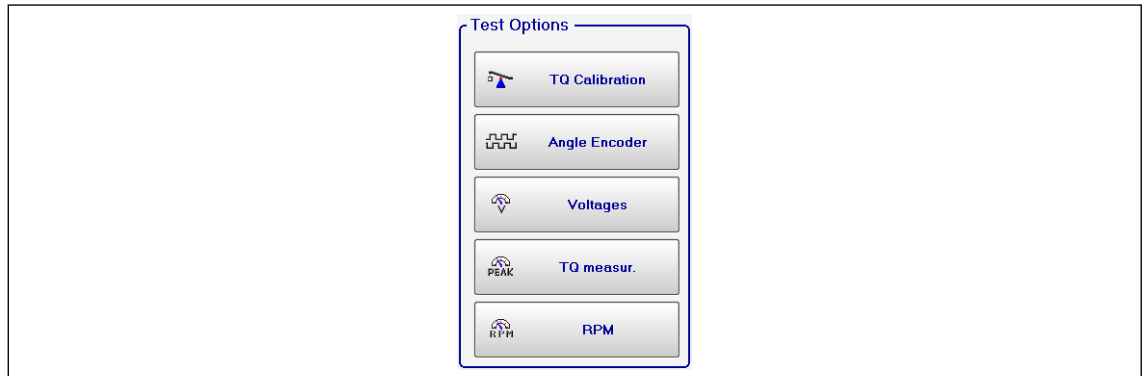 Test Options
TQ Calibration
Angle Encoder
V
Voltages
PEAK
TQ measur.
RPM
RPM